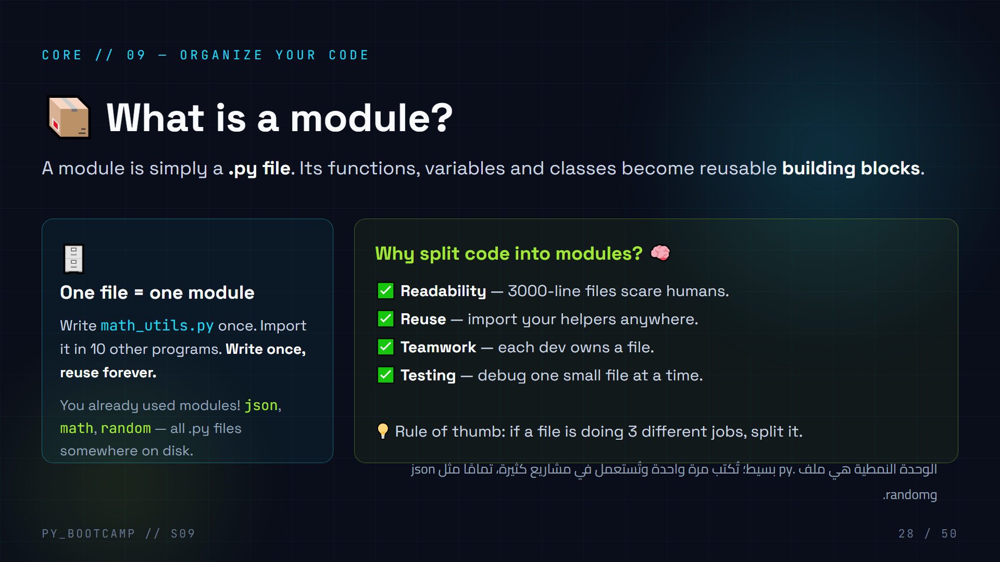 CORE // 09 — ORGANIZE YOUR CODE
📦 What is a module?
A module is simply a .py file. Its functions, variables and classes become reusable building blocks.
🗄️
One file = one module
Write math_utils.py once. Import
it in 10 other programs. Write once,
reuse forever.
You already used modules! json,
math, random — all .py files
somewhere on disk.
Why split code into modules? 🧠
✅ Readability — 3000-line files scare humans.
✅ Reuse — import your helpers anywhere.
✅ Teamwork — each dev owns a file.
✅ Testing — debug one small file at a time.
💡 Rule of thumb: if a file is doing 3 different jobs, split it.
الوحدة النمطية هي ملف .py بسيط؛ تُكتب مرة واحدة وتُستعمل في مشاريع كثيرة، تمامًا مثل json
وrandom.
PY_BOOTCAMP // S09
28 / 50